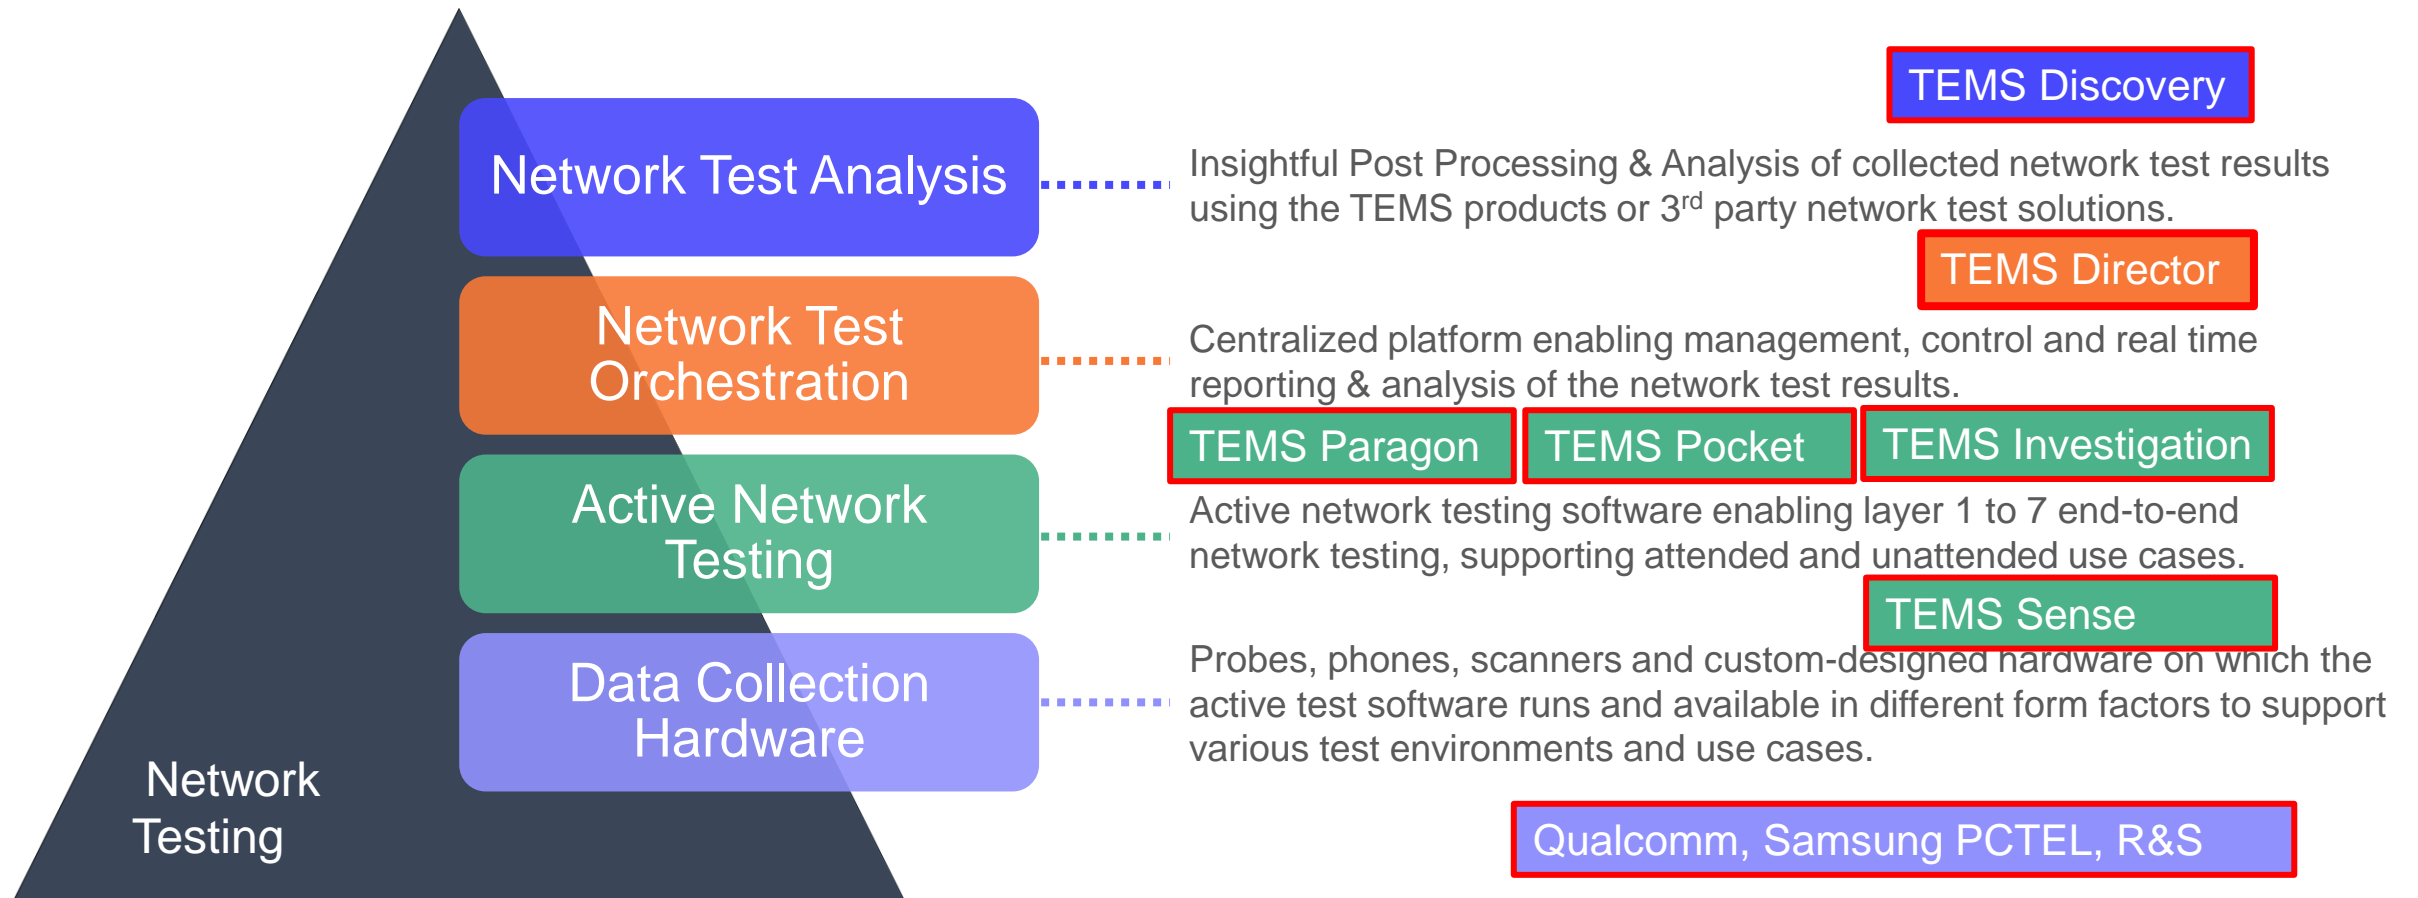 TEMS Discovery
Network Test Analysis
Insightful Post Processing & Analysis of collected network test results
using the TEMS products or 3rd party network test solutions.
TEMS Director
Network Test
Orchestration
Centralized platform enabling management, control and real time
reporting & analysis of the network test results.
TEMS Paragon
TEMS Pocket
TEMS Investigation
Active Network
Testing
Active network testing software enabling layer 1 to 7 end-to-end
network testing, supporting attended and unattended use cases.
TEMS Sense
Data Collection
Hardware
Probes, phones, scanners and custom-designed hardware on which the
active test software runs and available in different form factors to support
various test environments and use cases.
Network
Testing
Qualcomm, Samsung PCTEL, R&S